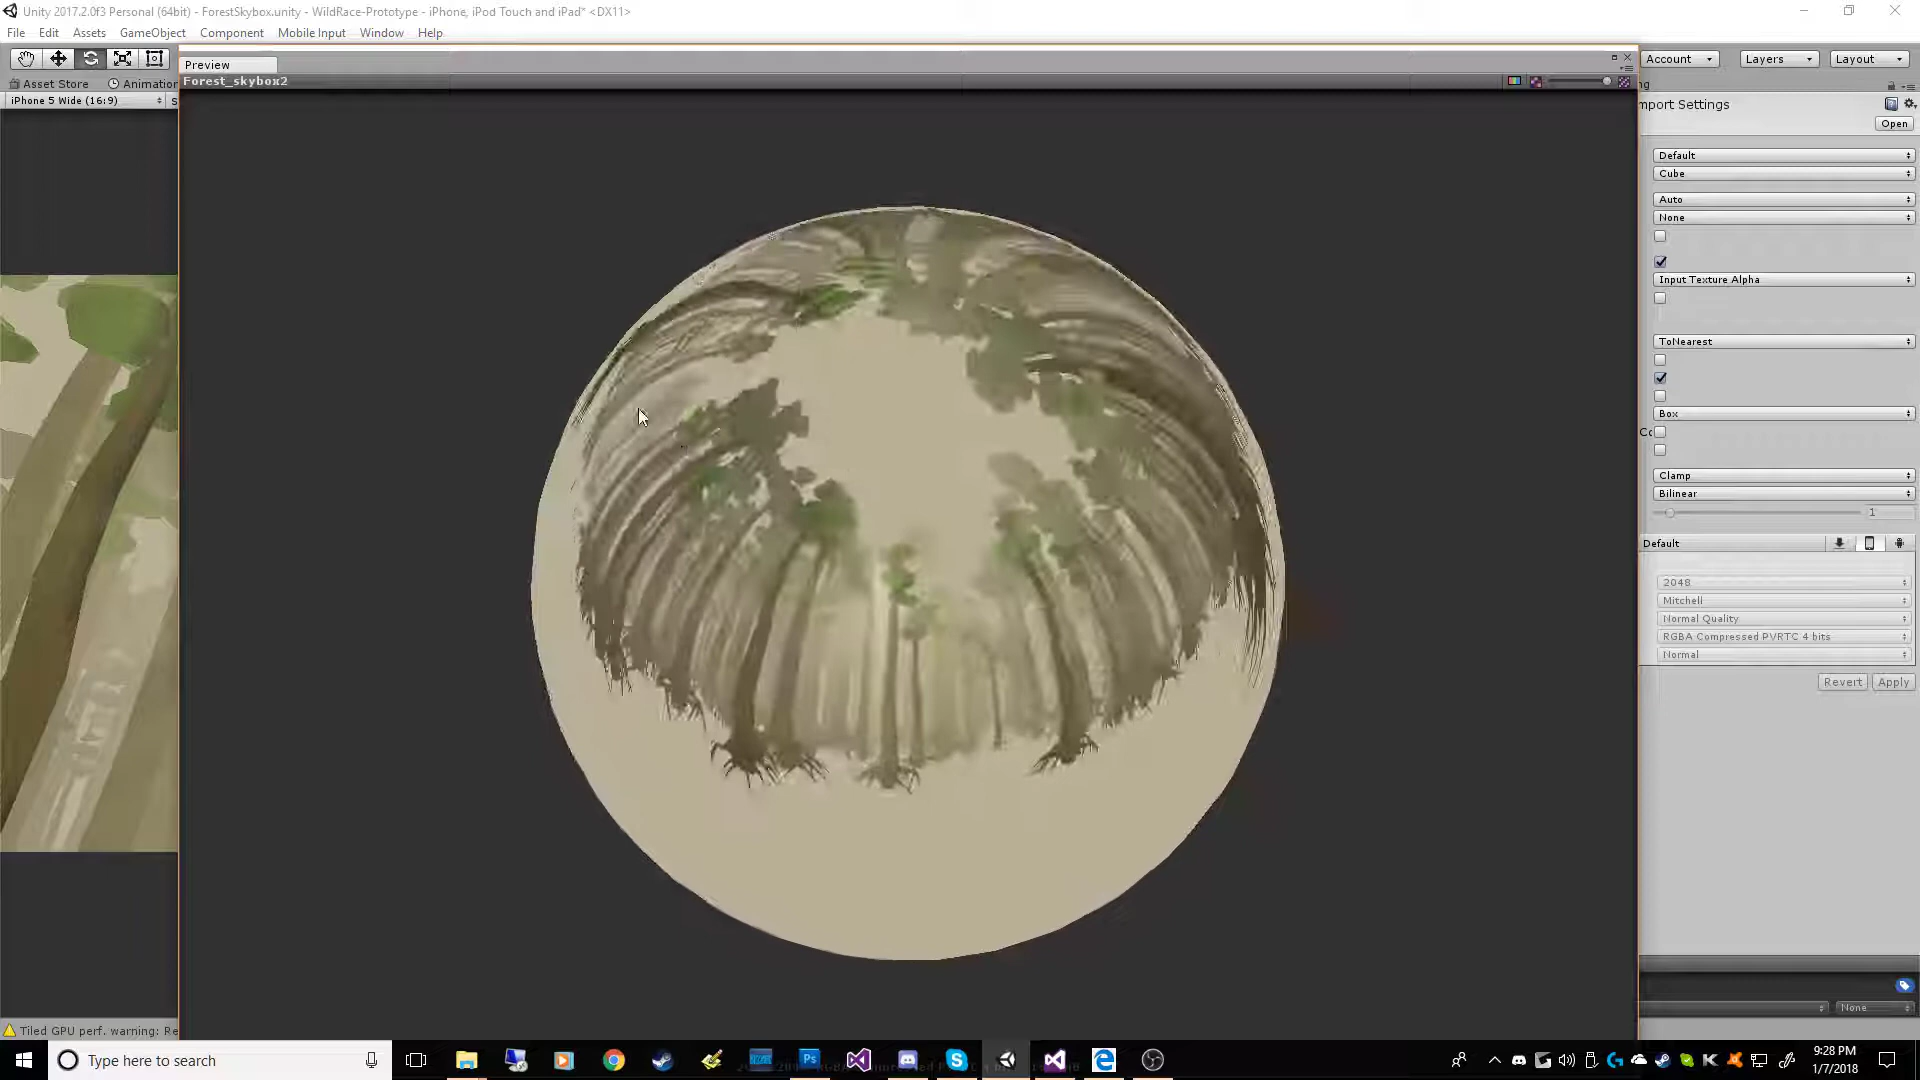 Unity 2017.2.0f3 Personal (64bit) - ForestSkybox.unity - WildRace-Prototype - iPhone, iPod Touch and iPad* <DX11>
File Edit Assets GameObject Component Mobile Input Window Help
Account Layers Layout
Preview
Asset Store Animation
Forest_skybox2
iPhone 5 Wide (16:9) S
mport Settings
Open
Default
Cube
Auto
None
Input Texture Alpha
ToNearest
Box
Clamp
Bilinear
1
Default
2048
Mitchell
Normal Quality
RGBA Compressed PVRTC 4 bits
Normal
Revert Apply
None
Tiled GPU perf. warning: Re
Type here to search
Ps
9:28 PM
1/7/2018